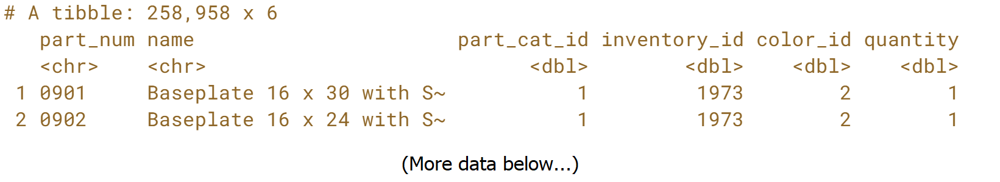 # A tibble: 258,958 x 6
part_num name part_cat_id inventory_id color_id quantity
<chr> <chr> <dbl> <dbl> <dbl> <dbl>
1 0901 Baseplate 16 x 30 with S~ 1 1973 2 1
2 0902 Baseplate 16 x 24 with S~ 1 1973 2 1
(More data below...)